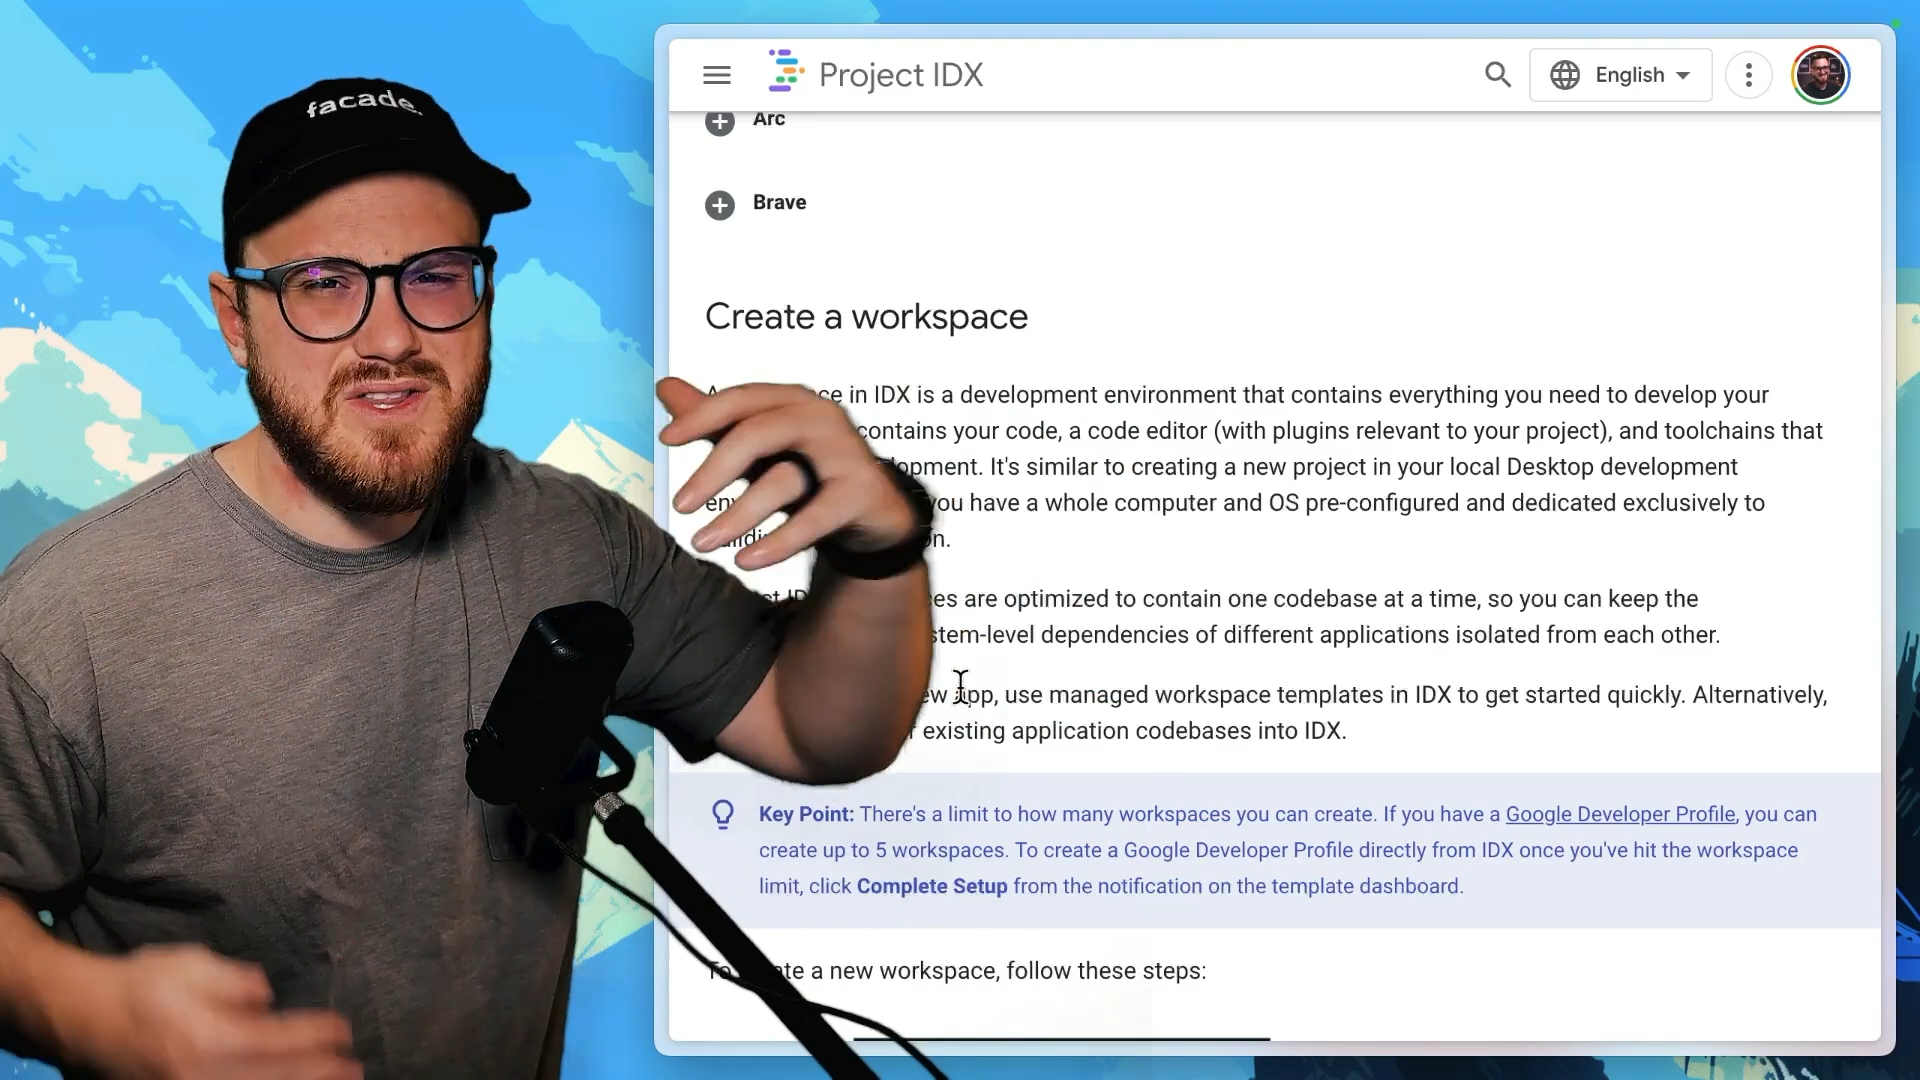 facade.
Project IDX
English
Arc
Brave
Create a workspace
in IDX is a development environment that contains everything you need to develop your
contains your code, a code editor (with plugins relevant to your project), and toolchains that
It's similar to creating a new project in your local Desktop development
you have a whole computer and OS pre-configured and dedicated exclusively to
are optimized to contain one codebase at a time, so you can keep the
dependencies of different applications isolated from each other.
app, use managed workspace templates in IDX to get started quickly. Alternatively,
existing application codebases into IDX.
Key Point: There's a limit to how many workspaces you can create. If you have a Google Developer Profile, you can
create up to 5 workspaces. To create a Google Developer Profile directly from IDX once you've hit the workspace
limit, click Complete Setup from the notification on the template dashboard.
To a new workspace, follow these steps: